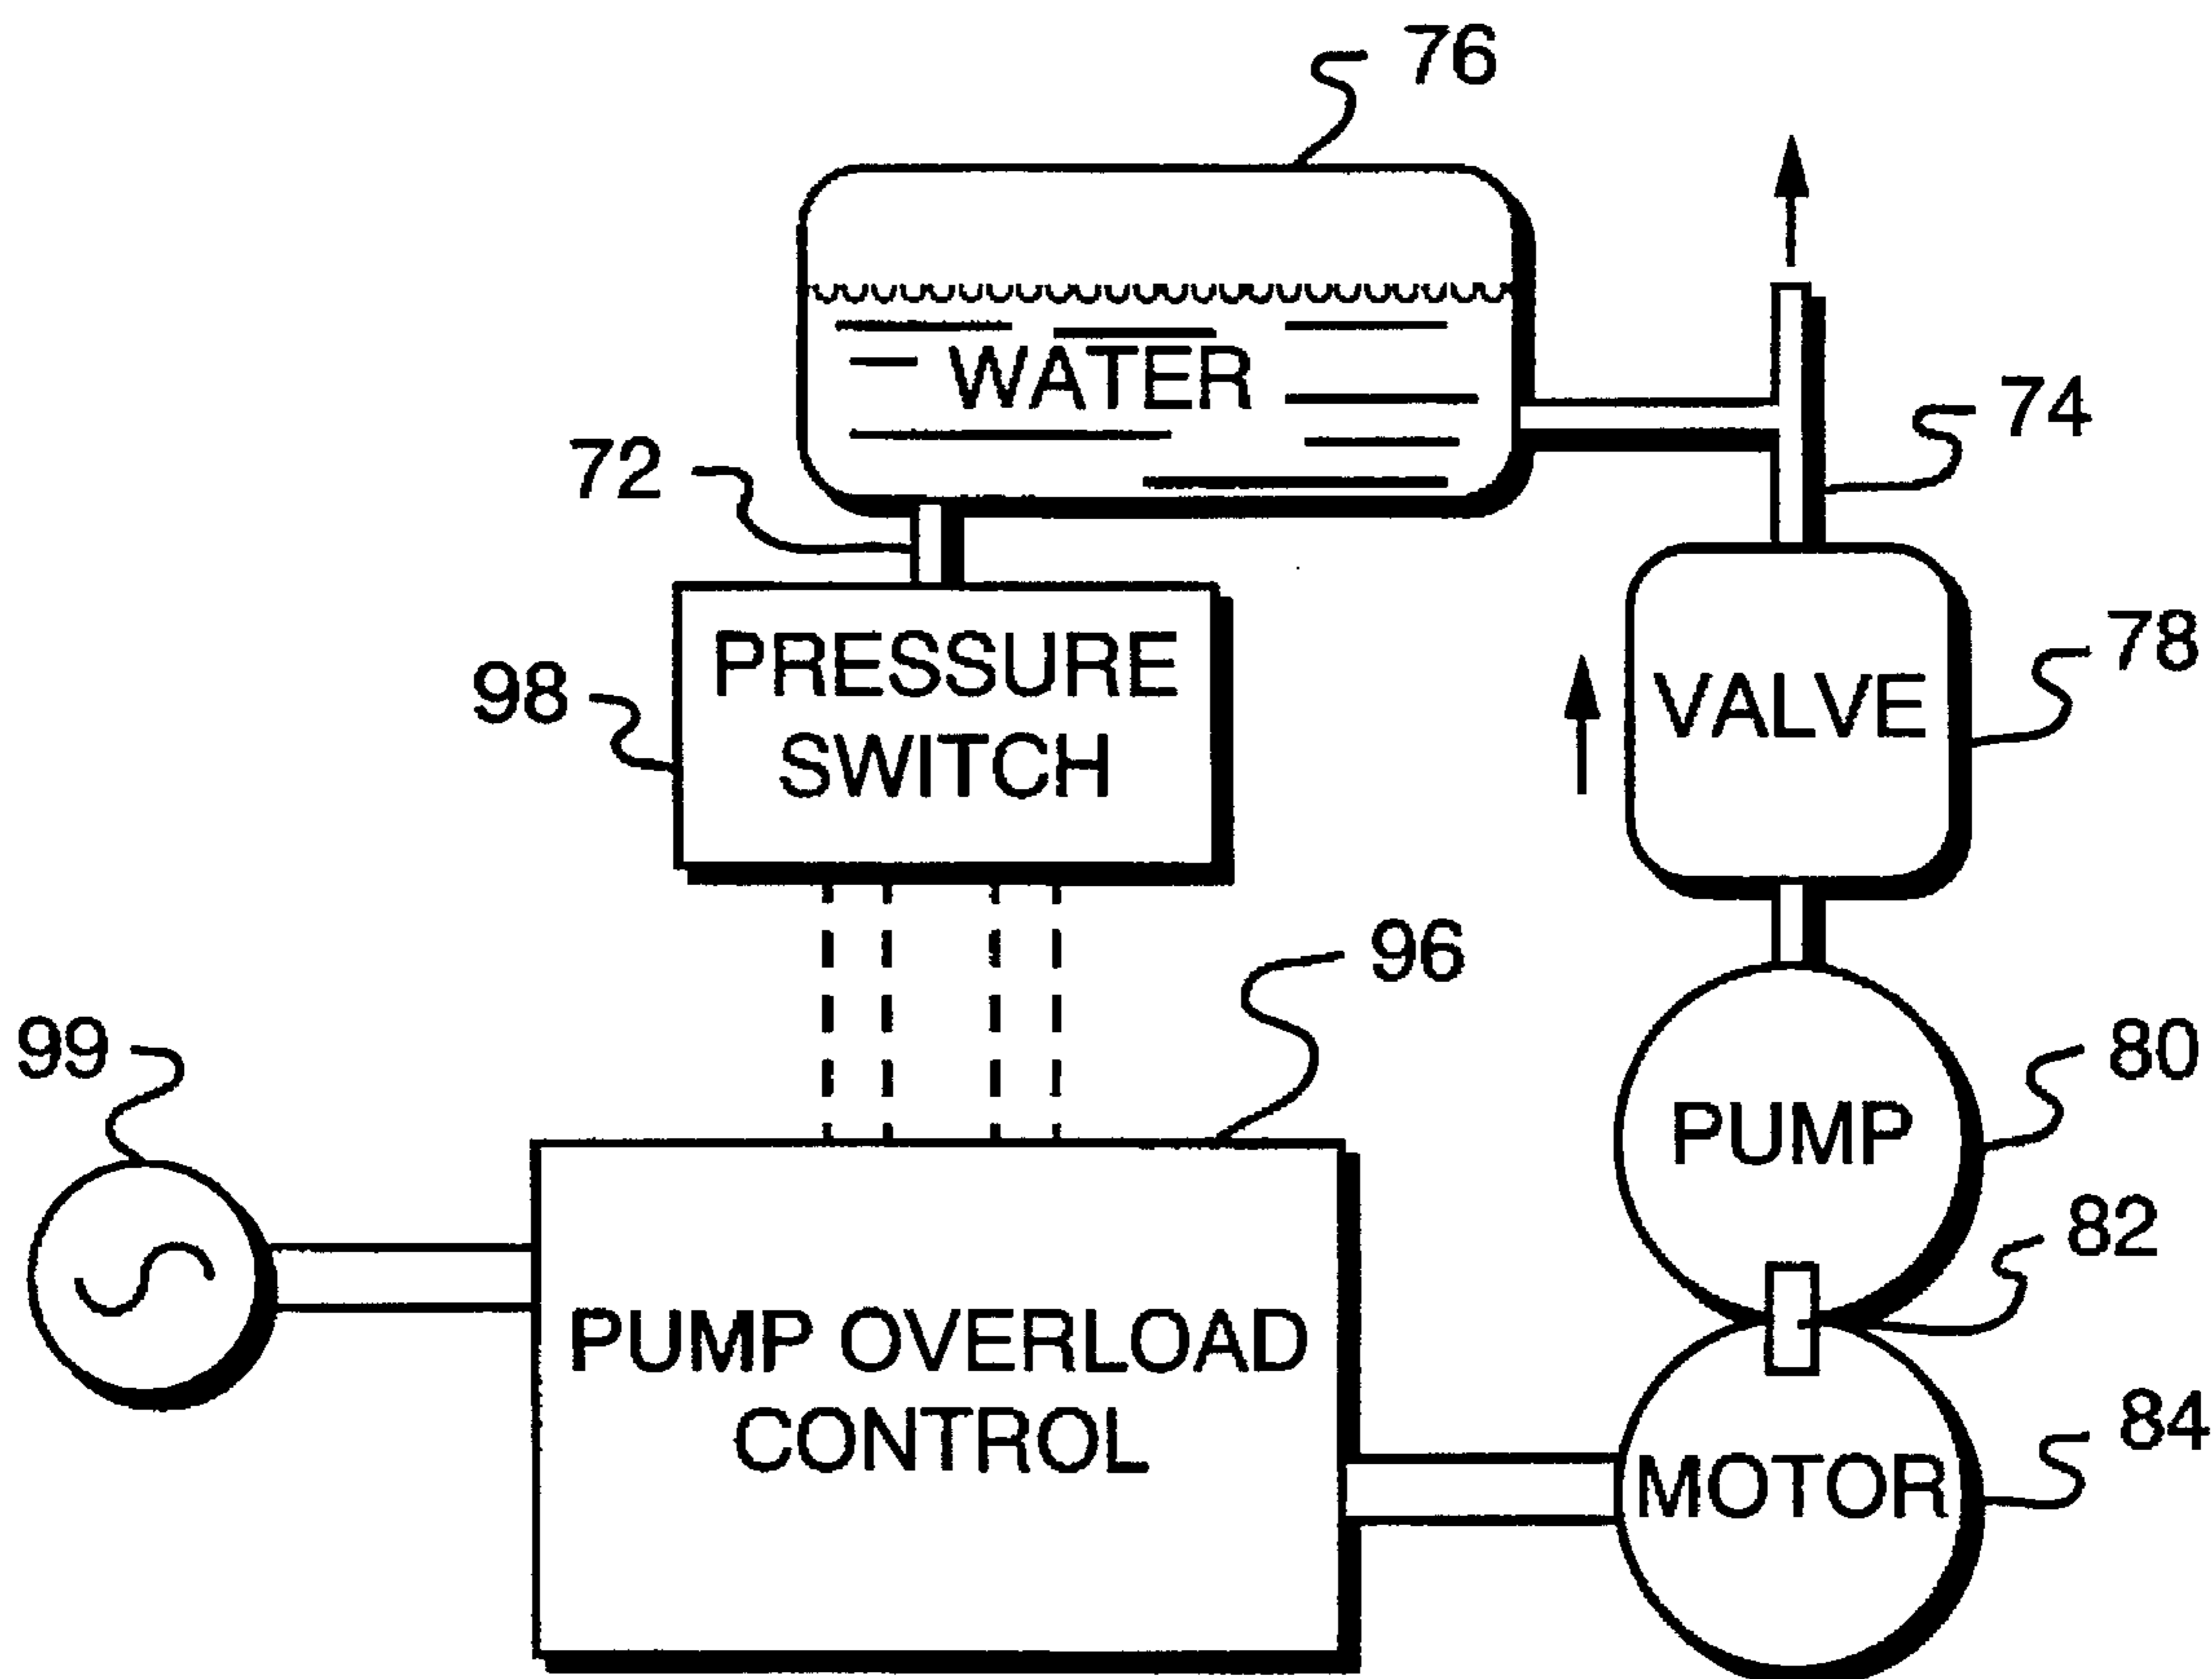 76
WATER
74
72
PRESSURE
SWITCH
98
VALVE
78
96
99
PUMP
80
82
PUMP OVERLOAD
CONTROL
MOTOR
84